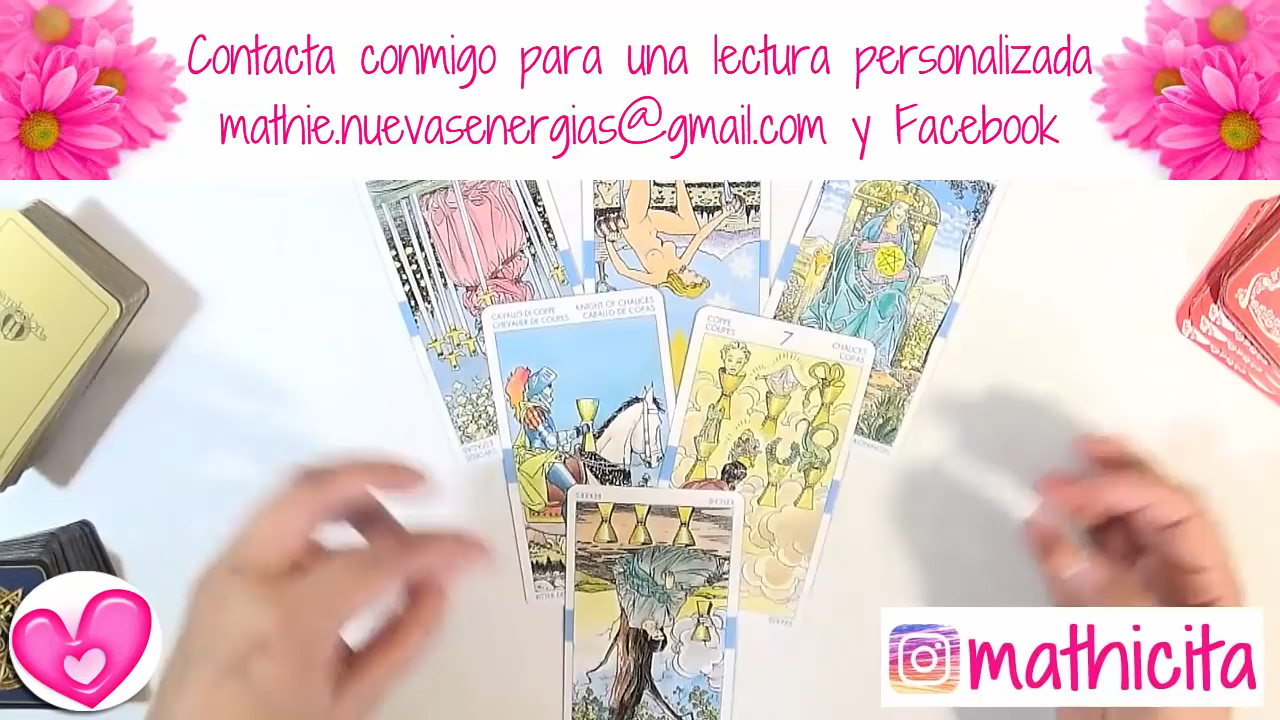 Contacta conmigo para una lectura personalizada
mathie.nuevasenergias@gmail.com y Facebook
CAVALLO DI COPPE KNIGHT OF CHALICES
CHEVALIER DE COUPES CABALLO DE COPAS
COPPE
COUPES
7
CHALICES
COPAS
mathicita